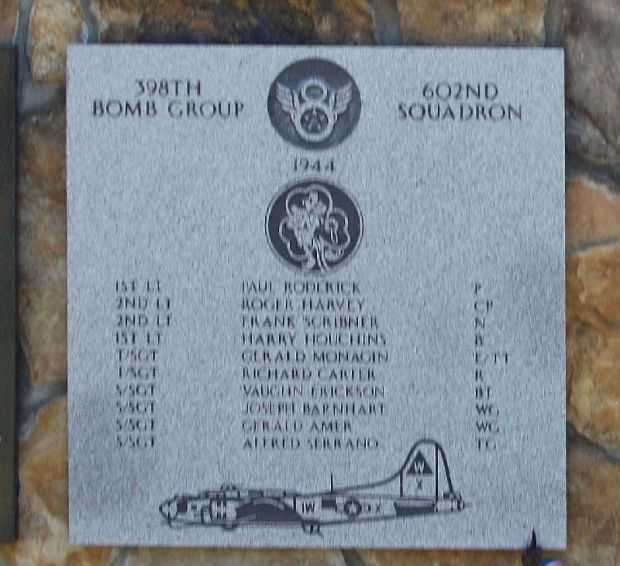 398TH
BOMB GROUP
602ND
SQUADRON
1944
1ST LT PAUL RODERICK P
2ND LT ROGER HARVEY CP
2ND LT FRANK SCRIBNER N
1ST LT HARRY HOUCHINS B
T/SGT GERALD MONAGIN E/TT
T/SGT RICHARD CARTER R
S/SGT VAUGHN ERICKSON BT
S/SGT JOSEPH BARNHART WG
S/SGT GERALD AMER WG
S/SGT ALFRED SERRANO TG
W
X
1W X